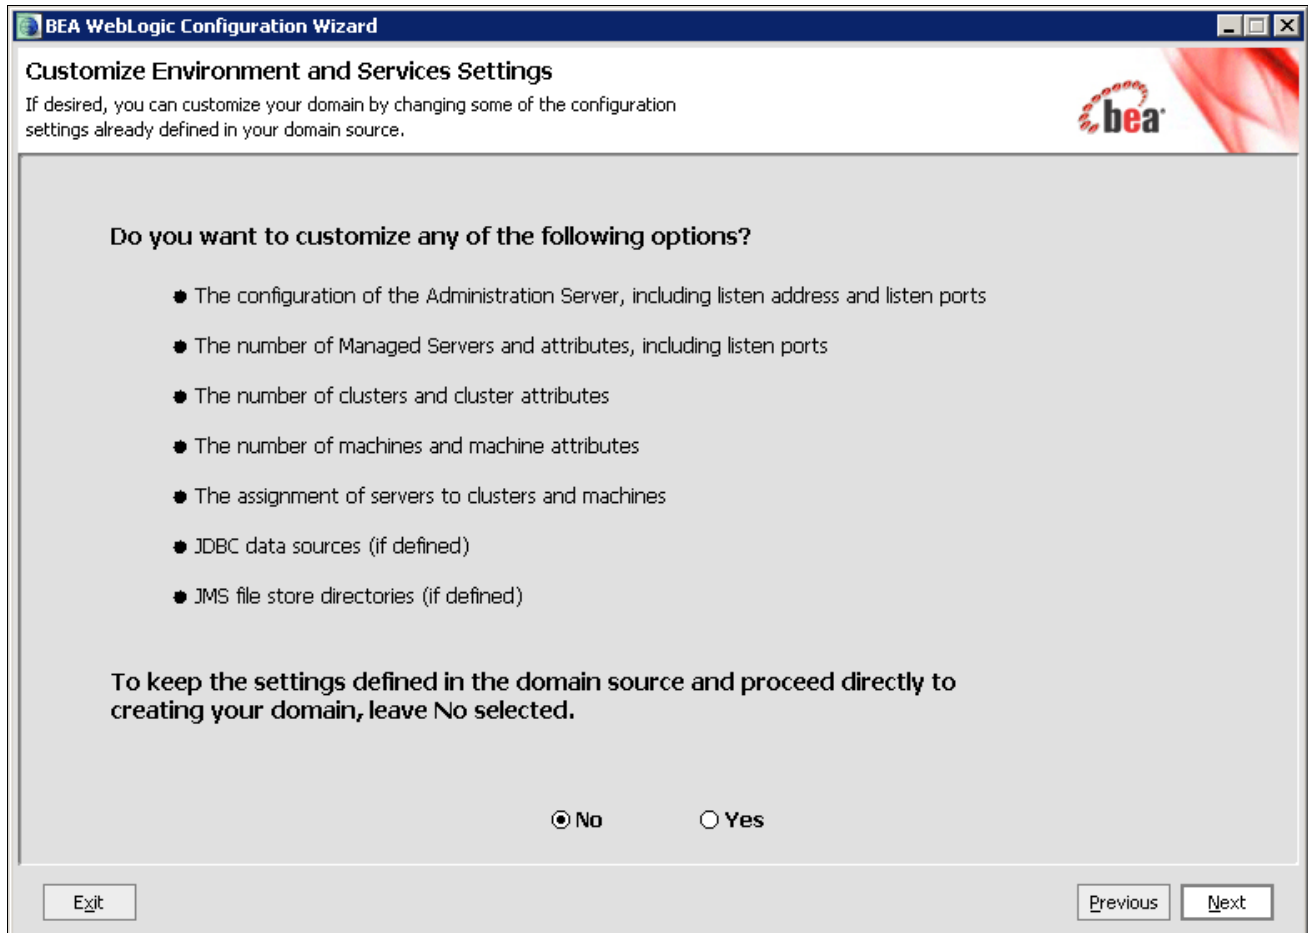 BEA WebLogic Configuration Wizard
Customize Environment and Services Settings
If desired, you can customize your domain by changing some of the configuration
settings already defined in your domain source.
bea
Do you want to customize any of the following options?
The configuration of the Administration Server, including listen address and listen ports
The number of Managed Servers and attributes, including listen ports
The number of clusters and cluster attributes
The number of machines and machine attributes
The assignment of servers to clusters and machines
JDBC data sources (if defined)
JMS file store directories (if defined)
To keep the settings defined in the domain source and proceed directly to
creating your domain, leave No selected.
No Yes
Exit Previous Next